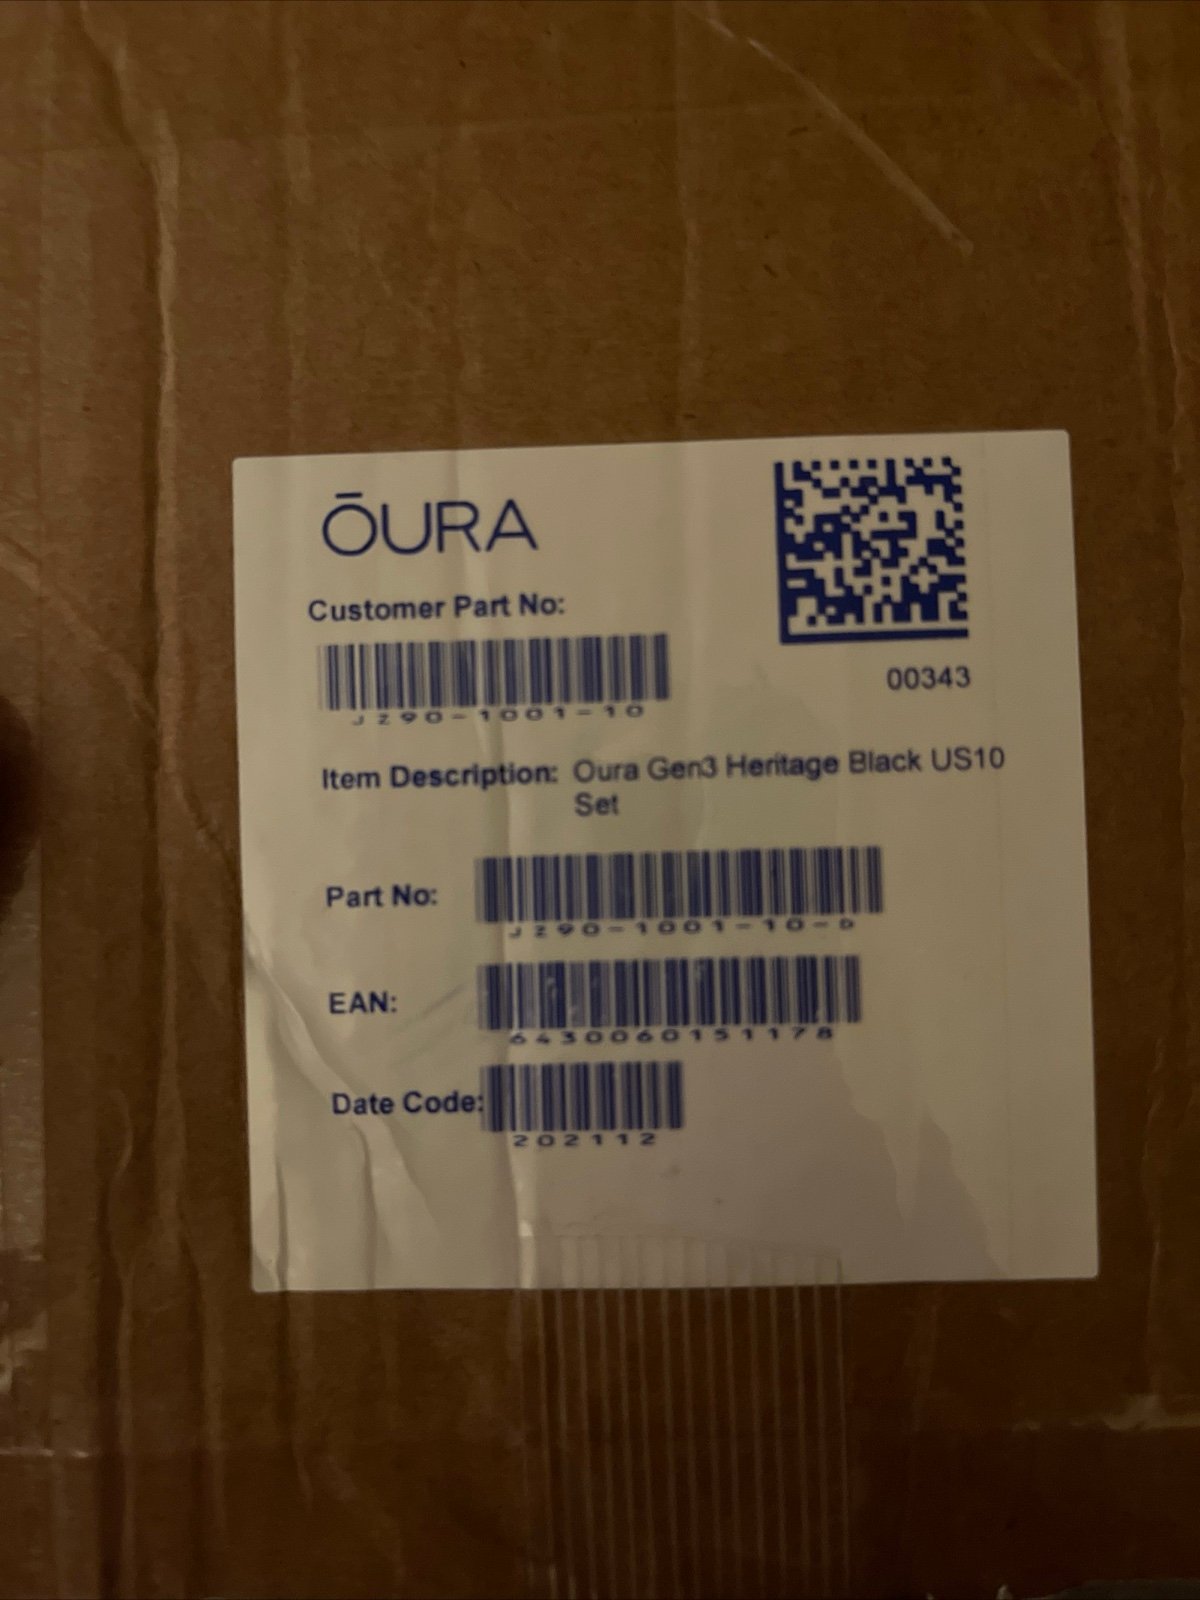 ŌURA
Customer Part No:
JZ90-1001-10
00343
Item Description: Oura Gen3 Heritage Black US10
Set
Part No:
JZ90-1001-10-D
EAN:
6430060151178
Date Code:
202112